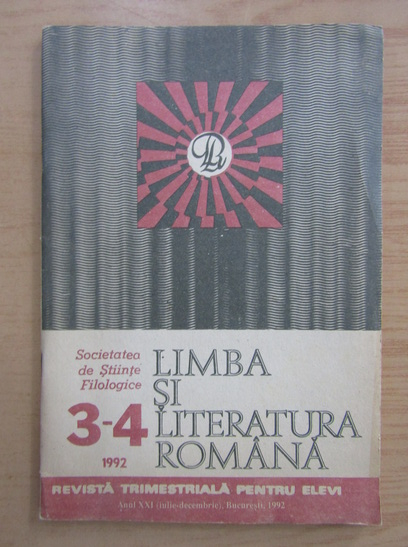 Societatea
de Științe
Filologice
3-4
1992
LIMBA
ȘI
LITERATURA
ROMÂNĂ
REVISTĂ TRIMESTRIALĂ PENTRU ELEVI
Anul XXI (iulie-decembrie), București, 1992